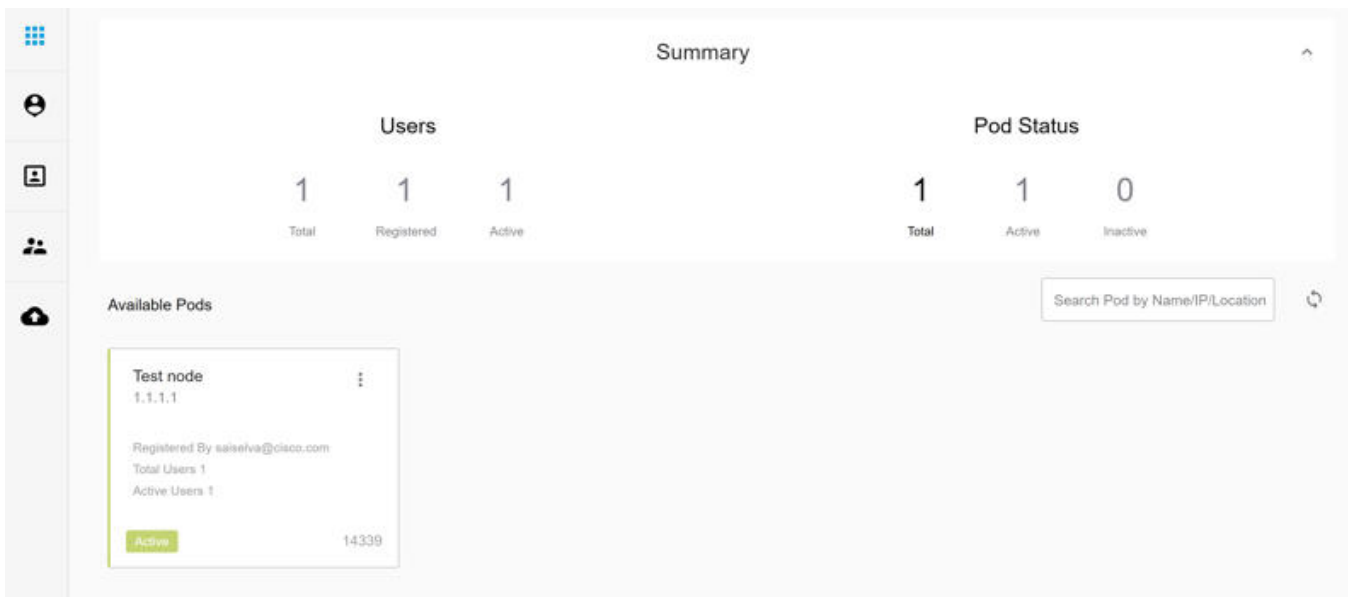 Summary
Users
Pod Status
1 1 1
1 1 0
Total Registered Active
Total Active Inactive
Available Pods
Search Pod by Name/IP/Location
Test node
1.1.1.1
Registered By saiselva@cisco.com
Total Users 1
Active Users 1
Active 14339